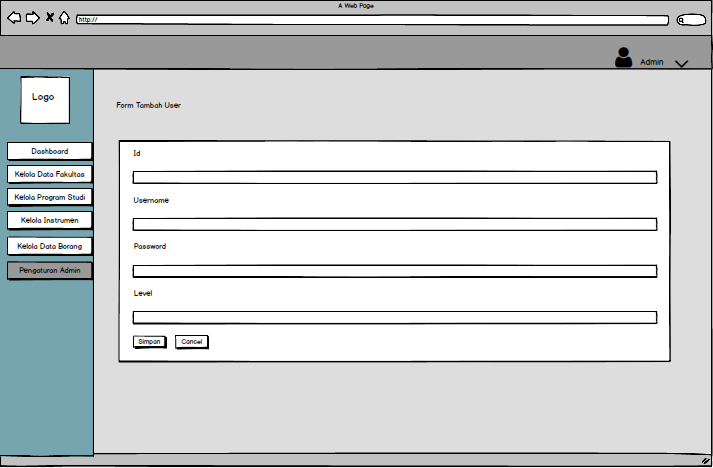 A Web Page
http://
Admin
Logo
Form Tambah User
Dashboard
Kelola Data Fakultas
Kelola Program Studi
Kelola Instrumen
Kelola Data Borang
Pengaturan Admin
Id
Username
Password
Level
Simpan
Cancel